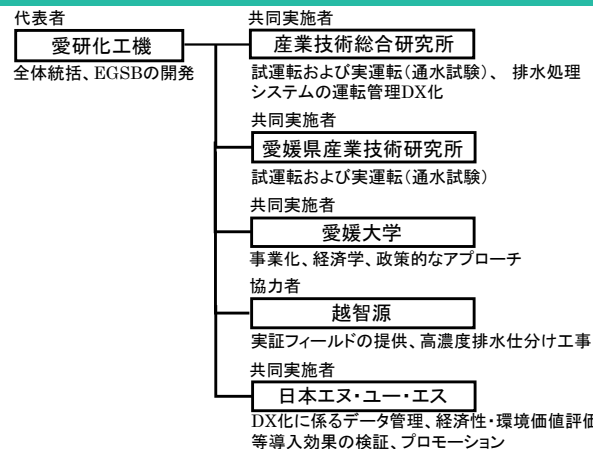 代表者
愛研化工機
全体統括、EGSBの開発
共同実施者
産業技術総合研究所
試運転および実運転（通水試験）、 排水処理
システムの運転管理DX化
共同実施者
愛媛県産業技術研究所
試運転および実運転（通水試験）
共同実施者
愛媛大学
事業化、経済学、政策的なアプローチ
協力者
越智源
実証フィールドの提供、高濃度排水仕分け工事
共同実施者
日本エヌ・ユー・エス
DX化に係るデータ管理、経済性・環境価値評価
等導入効果の検証、プロモーション